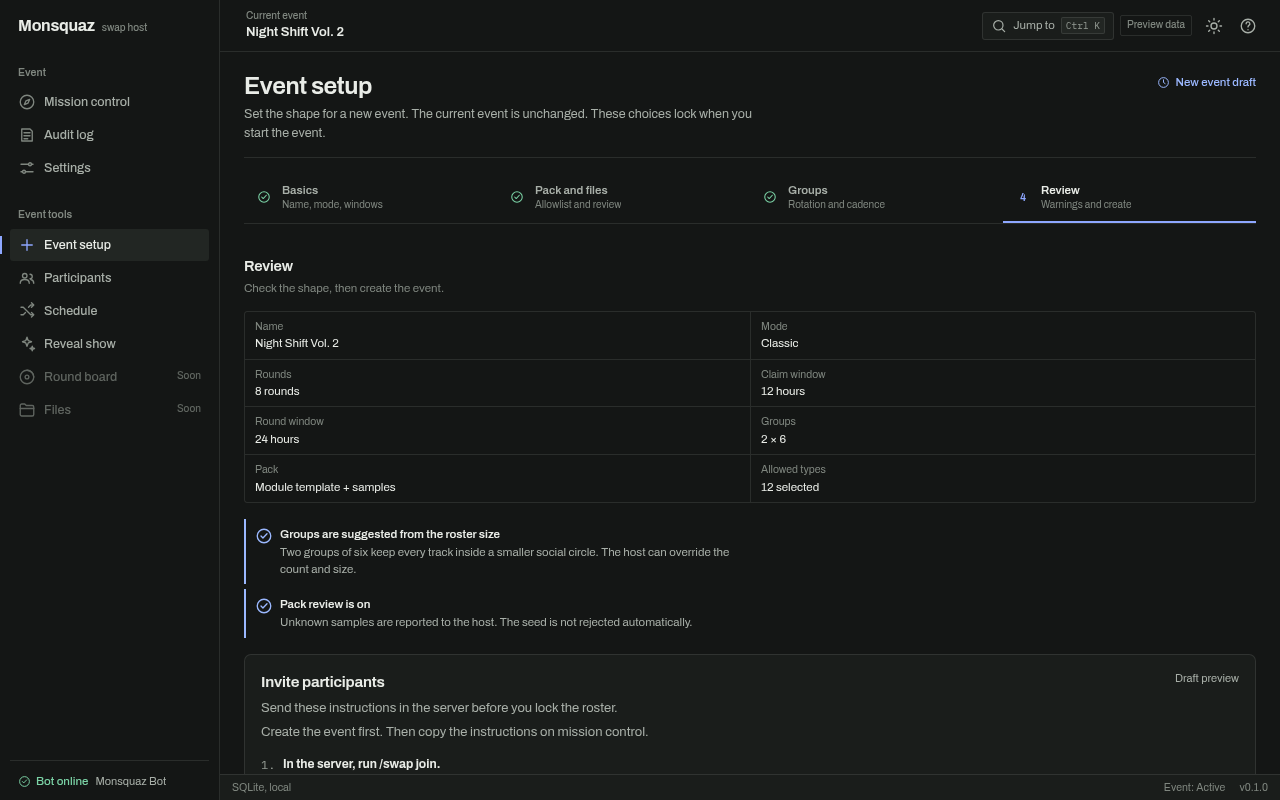 Monsquaz swap host
Event
Mission control
Audit log
Settings
Event tools
Event setup
Participants
Schedule
Reveal show
Round board Soon
Files Soon
Bot online Monsquaz Bot
Current event
Night Shift Vol. 2
Jump to Ctrl K
Preview data
Event setup
New event draft
Set the shape for a new event. The current event is unchanged. These choices lock when you
start the event.
Basics
Name, mode, windows
Pack and files
Allowlist and review
Groups
Rotation and cadence
4 Review
Warnings and create
Review
Check the shape, then create the event.
Name
Night Shift Vol. 2
Mode
Classic
Rounds
8 rounds
Claim window
12 hours
Round window
24 hours
Groups
2 × 6
Pack
Module template + samples
Allowed types
12 selected
Groups are suggested from the roster size
Two groups of six keep every track inside a smaller social circle. The host can override the
count and size.
Pack review is on
Unknown samples are reported to the host. The seed is not rejected automatically.
Invite participants
Draft preview
Send these instructions in the server before you lock the roster.
Create the event first. Then copy the instructions on mission control.
1. In the server, run /swap join.
SQLite, local
Event: Active v0.1.0